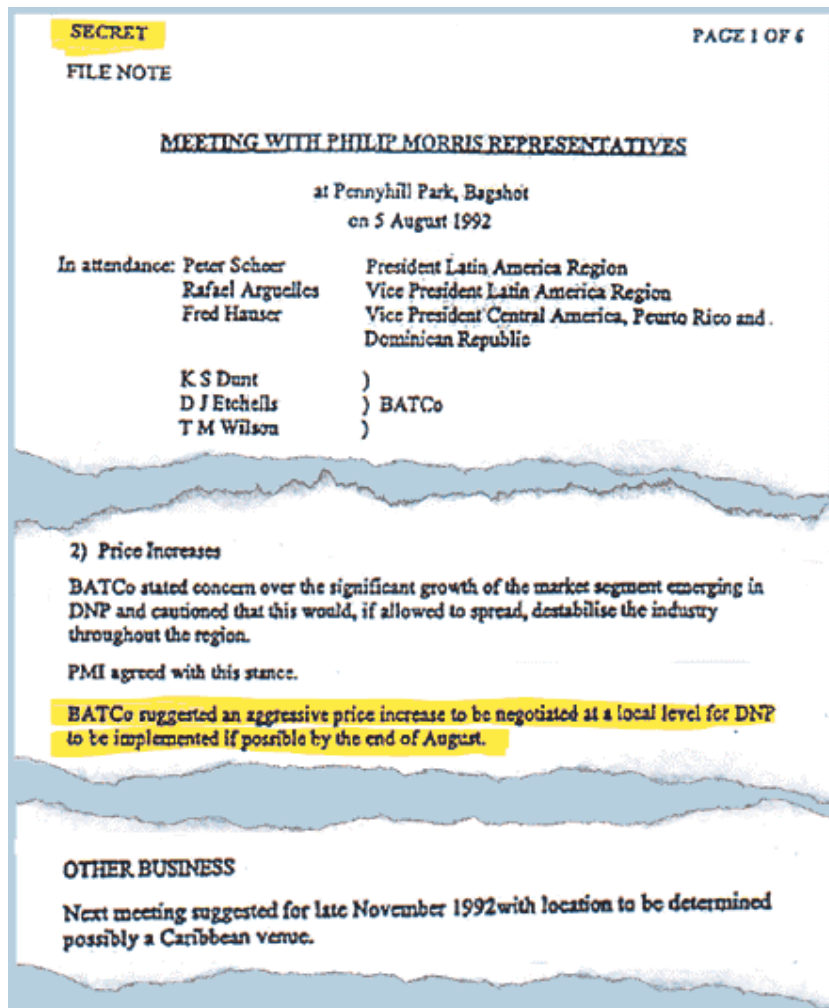 SECRET
PAGE 1 OF 6
FILE NOTE
MEETING WITH PHILIP MORRIS REPRESENTATIVES
at Pennyhill Park, Bagshot
on 5 August 1992
In attendance: Peter Scheer President Latin America Region
Rafael Arguelles Vice President Latin America Region
Fred Hauser Vice President Central America, Peurto Rico and
Dominican Republic
K S Dunt )
D J Etchells ) BATCo
T M Wilson )
2) Price Increases
BATCo stated concern over the significant growth of the market segment emerging in
DNP and cautioned that this would, if allowed to spread, destabilise the industry
throughout the region.
PMI agreed with this stance.
BATCo suggested an aggressive price increase to be negotiated at a local level for DNP
to be implemented if possible by the end of August.
OTHER BUSINESS
Next meeting suggested for late November 1992with location to be determined
possibly a Caribbean venue.